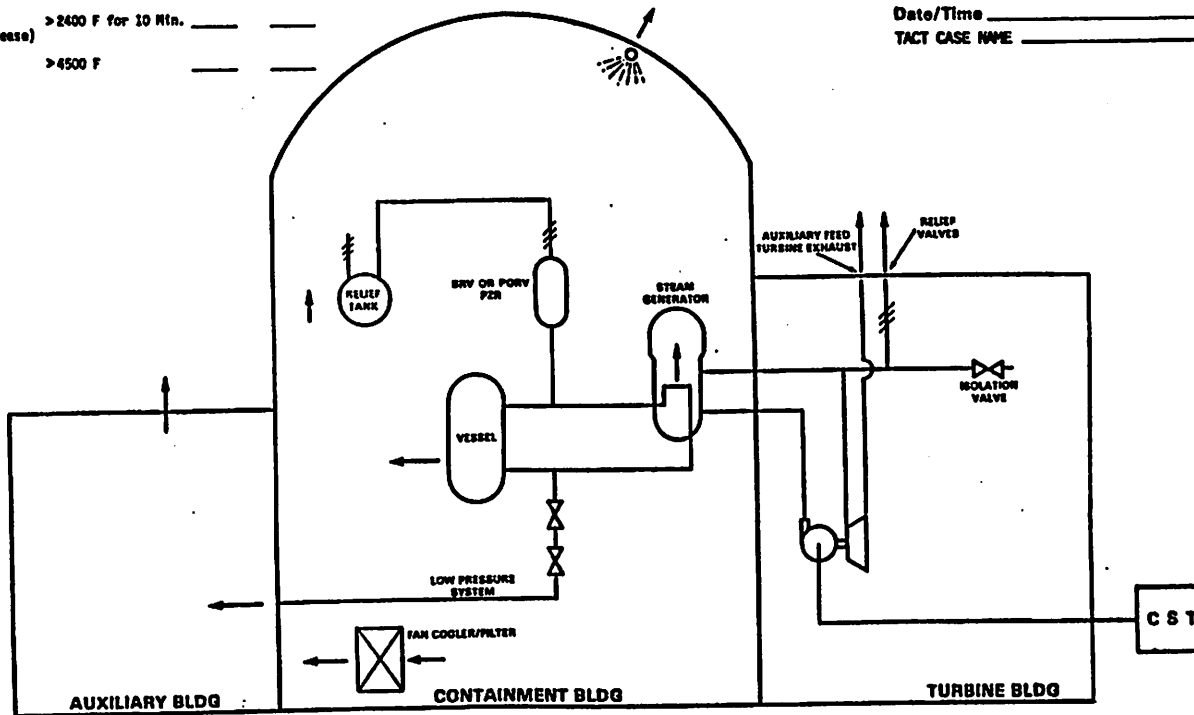 >2400 F for 10 Min.
ease)
>4500 F
Date/Time
TACT CASE NAME
AUXILIARY FEED
TURBINE EXHAUST
RELIEF
VALVES
RELIEF
TANK
SRV OR PORV
PZR
STEAM
GENERATOR
ISOLATION
VALVE
VESSEL
LOW PRESSURE
SYSTEM
FAN COOLER/FILTER
CST
AUXILIARY BLDG
CONTAINMENT BLDG
TURBINE BLDG